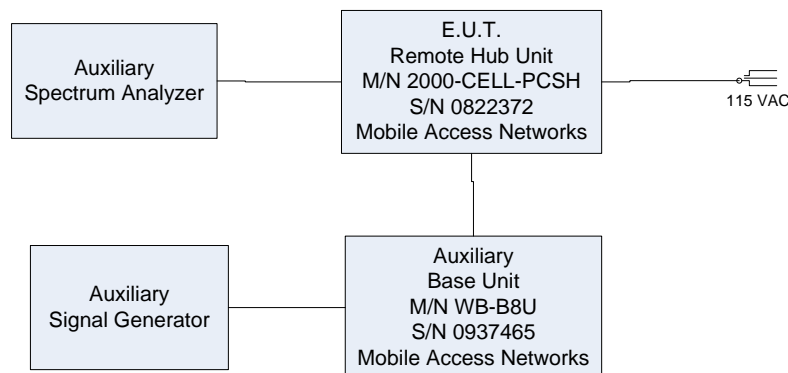 Auxiliary
Spectrum Analyzer
E.U.T.
Remote Hub Unit
M/N 2000-CELL-PCSH
S/N 0822372
Mobile Access Networks
115 VAC
Auxiliary
Signal Generator
Auxiliary
Base Unit
M/N WB-B8U
S/N 0937465
Mobile Access Networks